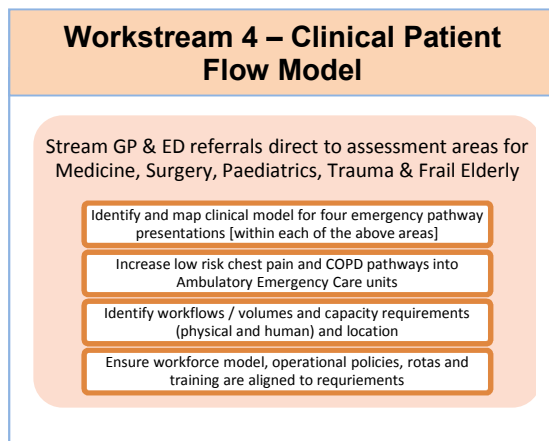 Workstream 4 – Clinical Patient
Flow Model
Stream GP & ED referrals direct to assessment areas for
Medicine, Surgery, Paediatrics, Trauma & Frail Elderly
Identify and map clinical model for four emergency pathway
presentations [within each of the above areas]
Increase low risk chest pain and COPD pathways into
Ambulatory Emergency Care units
Identify workflows / volumes and capacity requirements
(physical and human) and location
Ensure workforce model, operational policies, rotas and
training are aligned to requriements